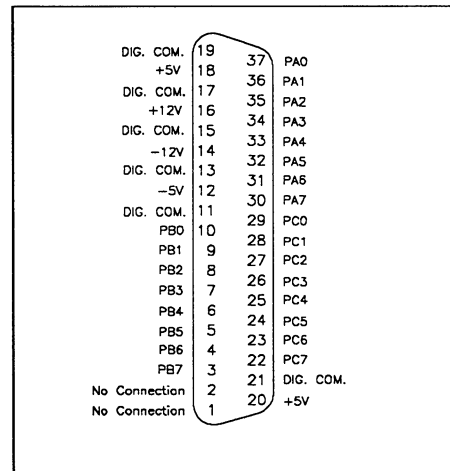 DIG. COM. 19
+5V 18
DIG. COM. 17
+12V 16
DIG. COM. 15
-12V 14
DIG. COM. 13
-5V 12
DIG. COM. 11
PB0 10
PB1 9
PB2 8
PB3 7
PB4 6
PB5 5
PB6 4
PB7 3
No Connection 2
No Connection 1
37 PA0
36 PA1
35 PA2
34 PA3
33 PA4
32 PA5
31 PA6
30 PA7
29 PC0
28 PC1
27 PC2
26 PC3
25 PC4
24 PC5
23 PC6
22 PC7
21 DIG. COM.
20 +5V